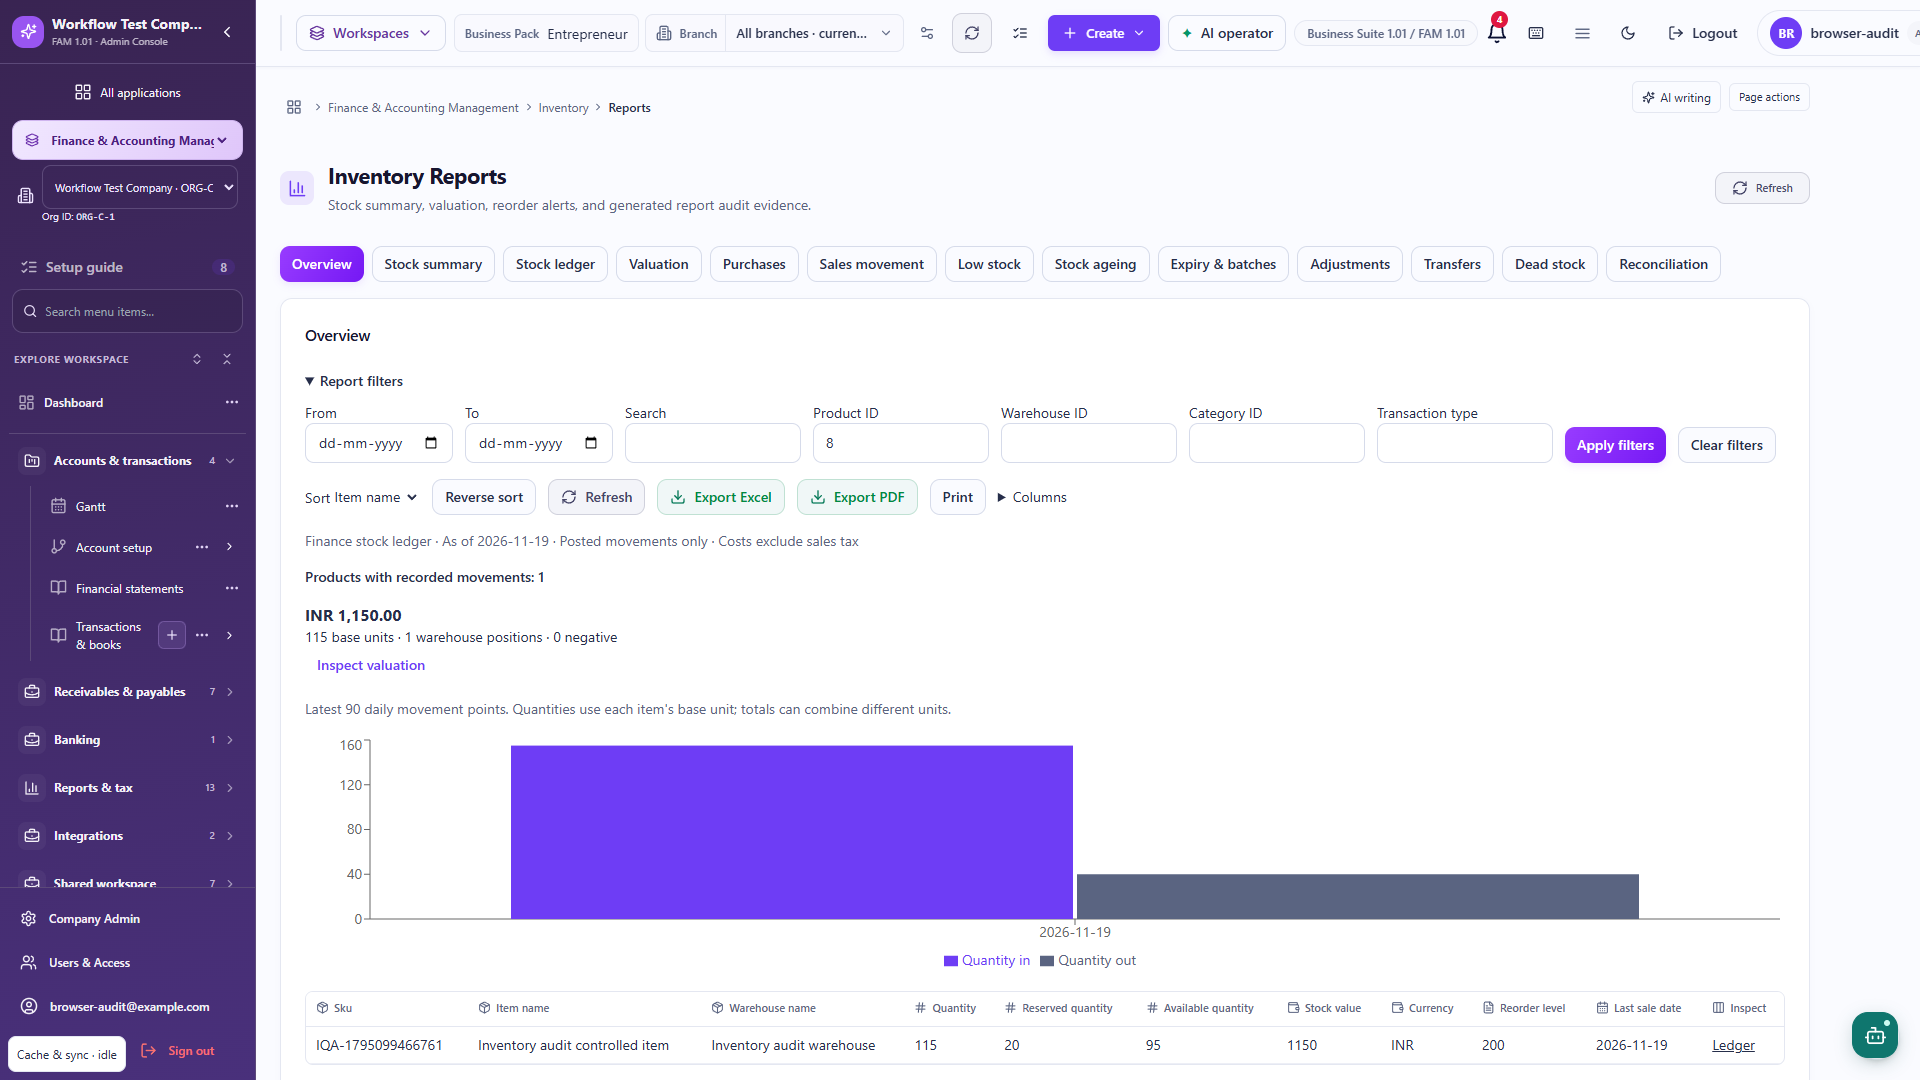 Workflow Test Comp...
FAM 1.01 · Admin Console
All applications
Finance & Accounting Manag
Workflow Test Company · ORG-C
Org ID: ORG-C-1
Setup guide 8
Search menu items...
EXPLORE WORKSPACE
Dashboard
Accounts & transactions 4
Gantt
Account setup
Financial statements
Transactions & books
Receivables & payables 7
Banking 1
Reports & tax 13
Integrations 2
Shared workspace 7
Company Admin
Users & Access
browser-audit@example.com
Cache & sync · idle
Sign out
Workspaces
Business Pack Entrepreneur
Branch All branches · curren...
Create
AI operator
Business Suite 1.01 / FAM 1.01
4
Logout
BR browser-audit
Finance & Accounting Management > Inventory > Reports
AI writing
Page actions
Inventory Reports
Stock summary, valuation, reorder alerts, and generated report audit evidence.
Refresh
Overview Stock summary Stock ledger Valuation Purchases Sales movement Low stock Stock ageing Expiry & batches Adjustments Transfers Dead stock Reconciliation
Overview
Report filters
From To Search Product ID Warehouse ID Category ID Transaction type
dd-mm-yyyy dd-mm-yyyy 8 Apply filters Clear filters
Sort Item name Reverse sort Refresh Export Excel Export PDF Print Columns
Finance stock ledger · As of 2026-11-19 · Posted movements only · Costs exclude sales tax
Products with recorded movements: 1
INR 1,150.00
115 base units · 1 warehouse positions · 0 negative
Inspect valuation
Latest 90 daily movement points. Quantities use each item's base unit; totals can combine different units.
160
120
80
40
0
2026-11-19
Quantity in Quantity out
Sku Item name Warehouse name Quantity Reserved quantity Available quantity Stock value Currency Reorder level Last sale date Inspect
IQA-1795099466761 Inventory audit controlled item Inventory audit warehouse 115 20 95 1150 INR 200 2026-11-19 Ledger